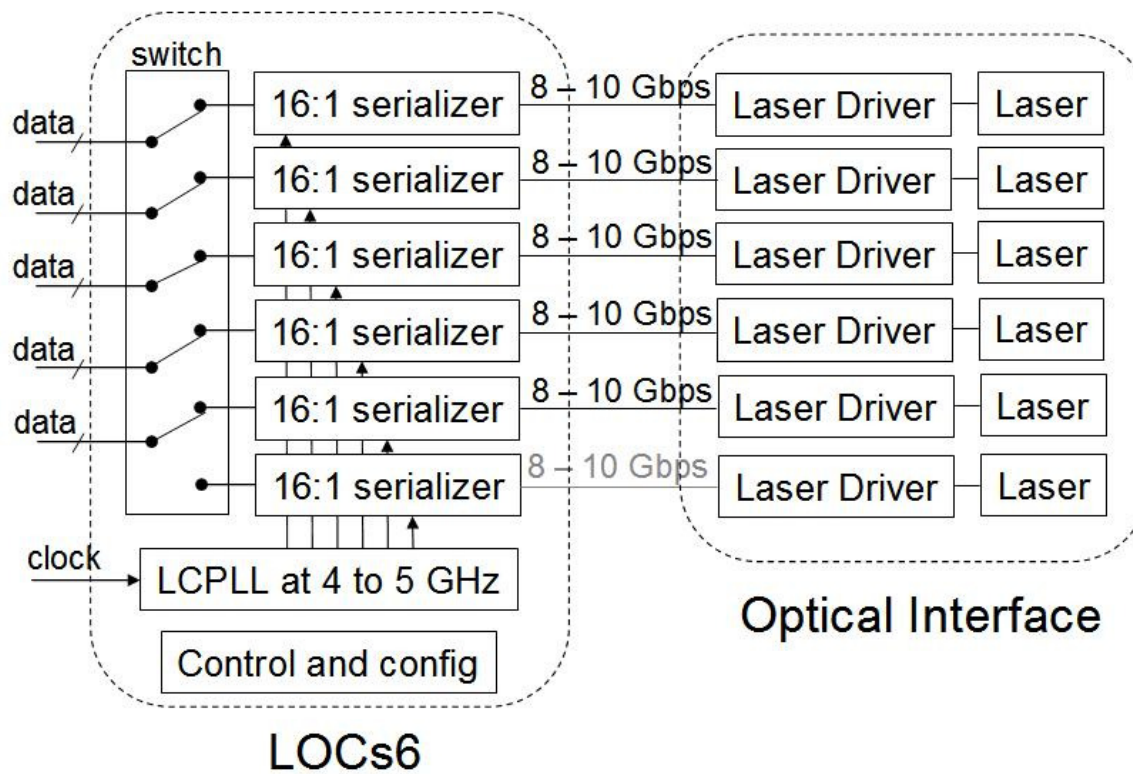 switch
data
16:1 serializer
8 – 10 Gbps
Laser Driver
Laser
data
16:1 serializer
8 – 10 Gbps
Laser Driver
Laser
data
16:1 serializer
8 – 10 Gbps
Laser Driver
Laser
data
16:1 serializer
8 – 10 Gbps
Laser Driver
Laser
data
16:1 serializer
8 – 10 Gbps
Laser Driver
Laser
16:1 serializer
8 – 10 Gbps
Laser Driver
Laser
clock
LCPLL at 4 to 5 GHz
Control and config
LOCs6
Optical Interface